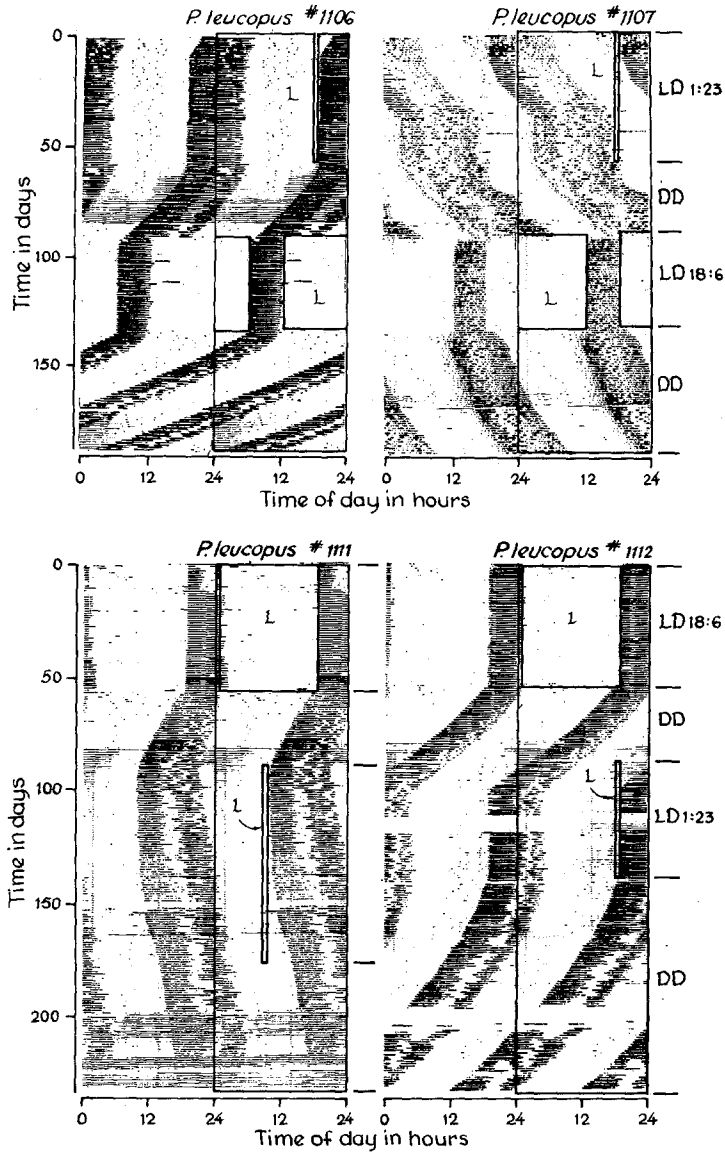 P. leucopus #1106
P. leucopus #1107
0
50
100
150
Time in days
L
L
L
L
LD 1:23
DD
LD 18:6
DD
0
12
24
12
24
0
12
24
12
24
Time of day in hours
P. leucopus #1111
P. leucopus #1112
0
50
100
150
200
Time in days
L
L
L
L
LD 18:6
DD
LD 1:23
DD
0
12
24
12
24
0
12
24
12
24
Time of day in hours